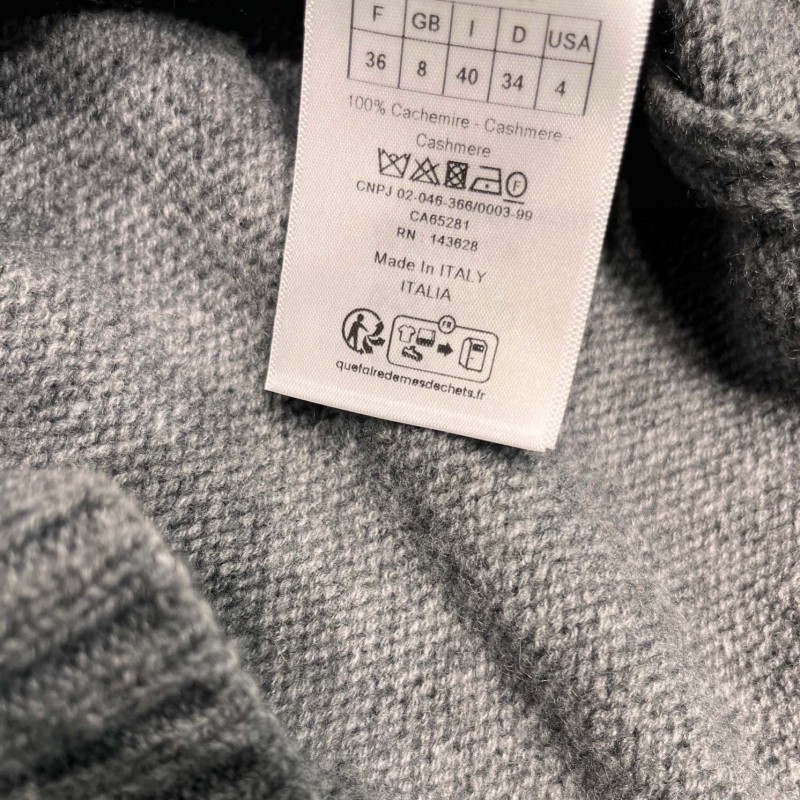 F GB I D USA
36 8 40 34 4
100% Cachemire - Cashmere -
Cashmere
F
CNPJ 02-046-366/0003-99
CA65281
RN : 143628
Made In ITALY
ITALIA
FR
quefairedemesdechets.fr